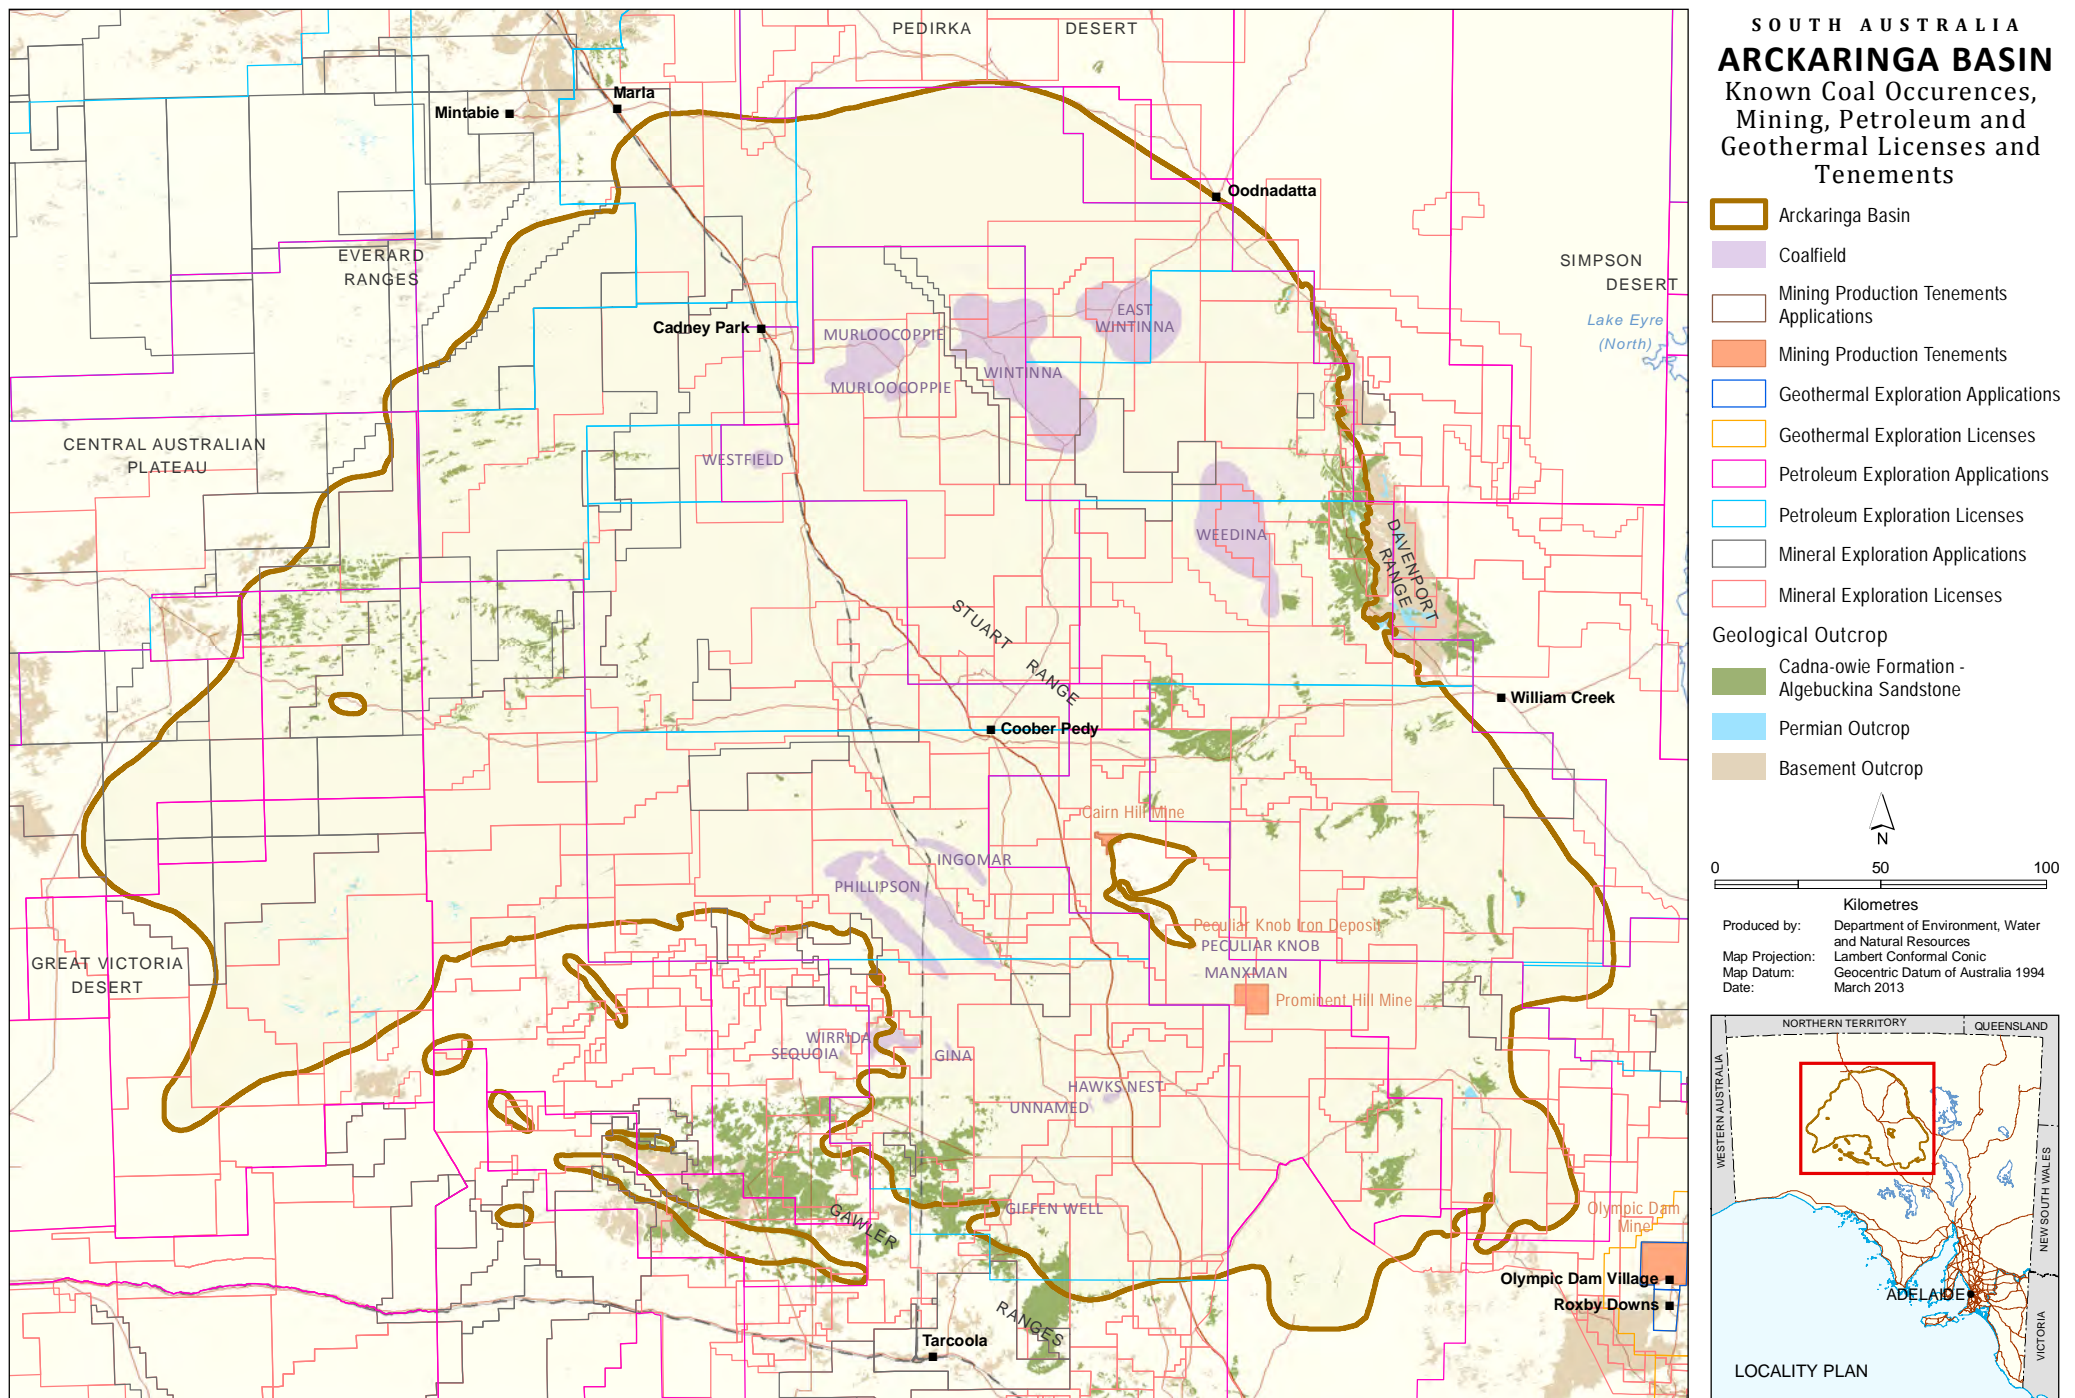 SOUTH AUSTRALIA
ARCKARINGA BASIN
Known Coal Occurences,
Mining, Petroleum and
Geothermal Licenses and
Tenements
Arckaringa Basin
Coalfield
Mining Production Tenements
Applications
Mining Production Tenements
Geothermal Exploration Applications
Geothermal Exploration Licenses
Petroleum Exploration Applications
Petroleum Exploration Licenses
Mineral Exploration Applications
Mineral Exploration Licenses
Geological Outcrop
Cadna-owie Formation -
Algebuckina Sandstone
Permian Outcrop
Basement Outcrop
N
0 50 100
Kilometres
Produced by: Department of Environment, Water
and Natural Resources
Map Projection: Lambert Conformal Conic
Map Datum: Geocentric Datum of Australia 1994
Date: March 2013
NORTHERN TERRITORY
QUEENSLAND
WESTERN AUSTRALIA
NEW SOUTH WALES
VICTORIA
ADELAIDE
LOCALITY PLAN
PEDIRKA DESERT
Marla
Mintabie
Oodnadatta
EVERARD
RANGES
SIMPSON
DESERT
Lake Eyre
(North)
Cadney Park
MURLOOCOPPIE
EAST
WINTINNA
WINTINNA
MURLOOCOPPIE
CENTRAL AUSTRALIAN
PLATEAU
WESTFIELD
WEEDINA
DAVENPORT
RANGE
STUART
RANGE
William Creek
Coober Pedy
Cairn Hill Mine
INGOMAR
PHILLIPSON
Peculiar Knob Iron Deposit
PECULIAR KNOB
MANXMAN
Prominent Hill Mine
GREAT VICTORIA
DESERT
WIRRIDA
SEQUOIA
GINA
HAWKS NEST
UNNAMED
GIFFEN WELL
GAWLER
RANGES
Olympic Dam
Mine
Olympic Dam Village
Roxby Downs
Tarcoola